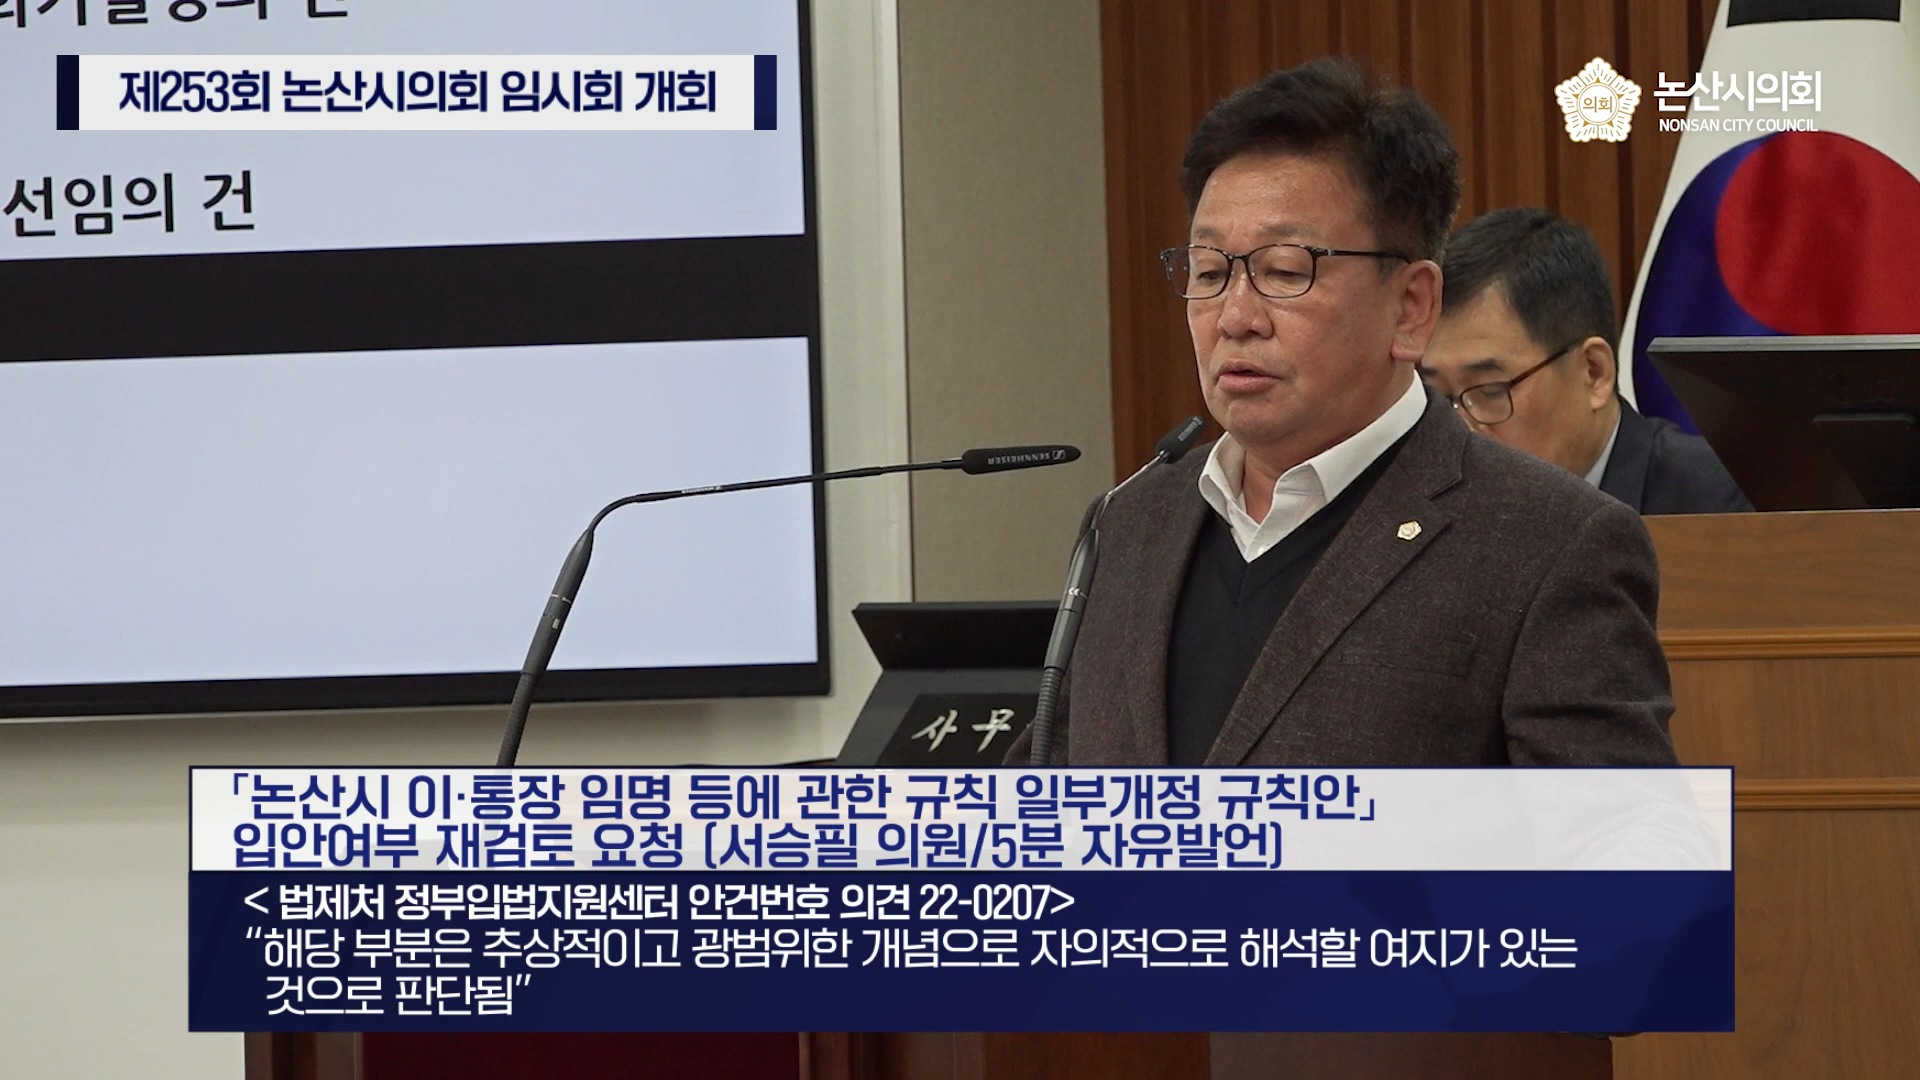 제253회 논산시의회 임시회 개회
의회
논산시의회
NONSAN CITY COUNCIL
선임의 건
SENNHEISER
사무
「논산시 이·통장 임명 등에 관한 규칙 일부개정 규칙안」
입안여부 재검토 요청 (서승필 의원/5분 자유발언)
< 법제처 정부입법지원센터 안건번호 의견 22-0207>
“해당 부분은 추상적이고 광범위한 개념으로 자의적으로 해석할 여지가 있는
것으로 판단됨”